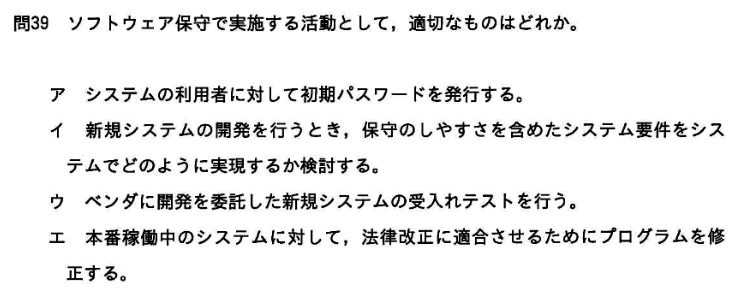 問39 ソフトウェア保守で実施する活動として，適切なものはどれか。
ア システムの利用者に対して初期パスワードを発行する。
イ 新規システムの開発を行うとき，保守のしやすさを含めたシステム要件をシス
テムでどのように実現するか検討する。
ウ ベンダに開発を委託した新規システムの受入れテストを行う。
エ 本番稼働中のシステムに対して，法律改正に適合させるためにプログラムを修
正する。